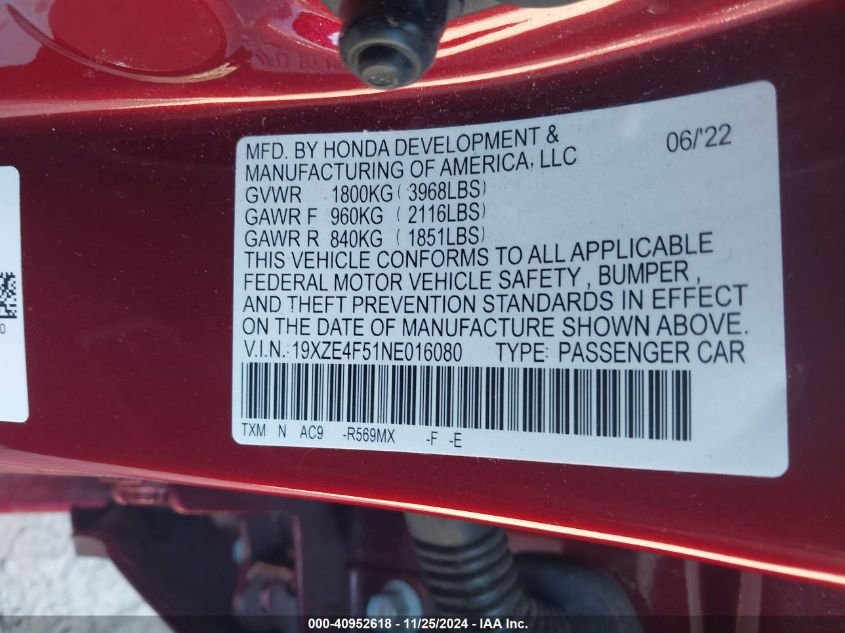 MFD. BY HONDA DEVELOPMENT & 06/'22
MANUFACTURING OF AMERICA, LLC
GVWR 1800KG ( 3968LBS)
GAWR F 960KG ( 2116LBS)
GAWR R 840KG ( 1851LBS)
THIS VEHICLE CONFORMS TO ALL APPLICABLE
FEDERAL MOTOR VEHICLE SAFETY , BUMPER ,
AND THEFT PREVENTION STANDARDS IN EFFECT
ON THE DATE OF MANUFACTURE SHOWN ABOVE.
V.I.N.: 19XZE4F51NE016080 TYPE: PASSENGER CAR
TXM N AC9 -R569MX -F -E
000-40952618 - 11/25/2024 - IAA Inc.